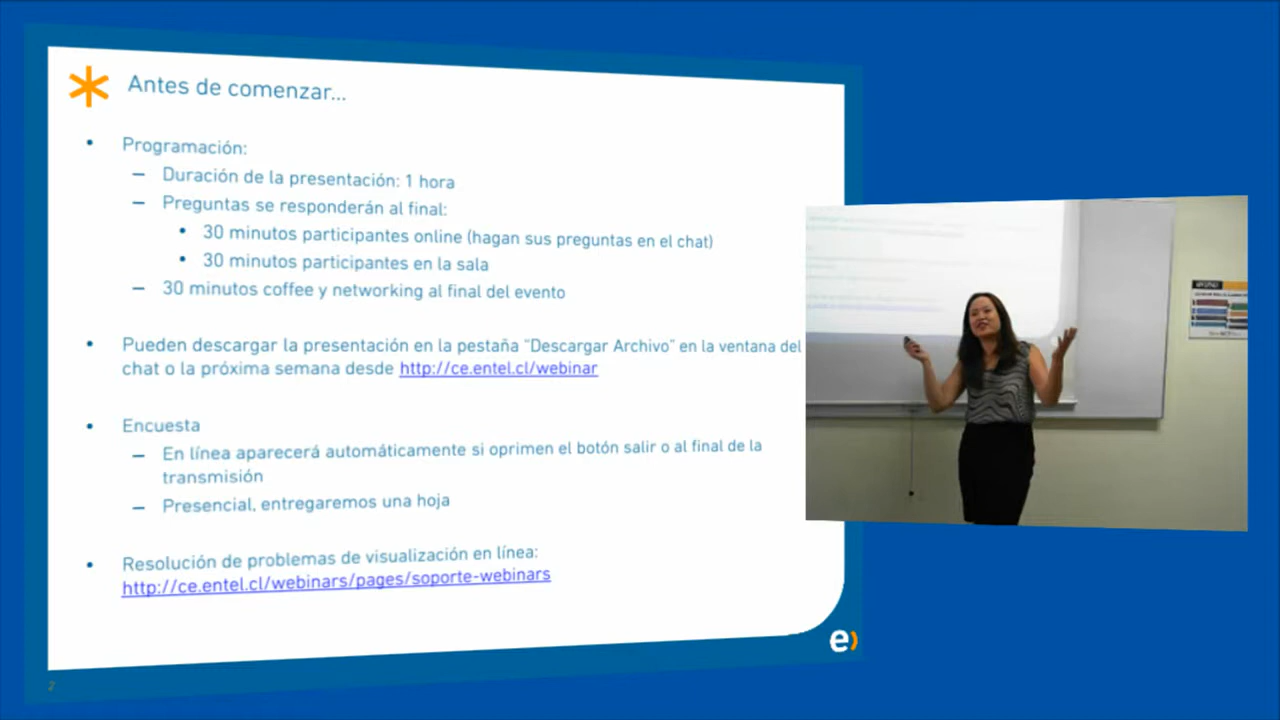 Antes de comenzar...
• Programación:
– Duración de la presentación: 1 hora
– Preguntas se responderán al final:
• 30 minutos participantes online (hagan sus preguntas en el chat)
• 30 minutos participantes en la sala
– 30 minutos coffee y networking al final del evento
• Pueden descargar la presentación en la pestaña "Descargar Archivo" en la ventana del
chat o la próxima semana desde http://ce.entel.cl/webinar
• Encuesta
– En línea aparecerá automáticamente si oprimen el botón salir o al final de la
transmisión
– Presencial, entregaremos una hoja
• Resolución de problemas de visualización en línea:
http://ce.entel.cl/webinars/pages/soporte-webinars
e)
2